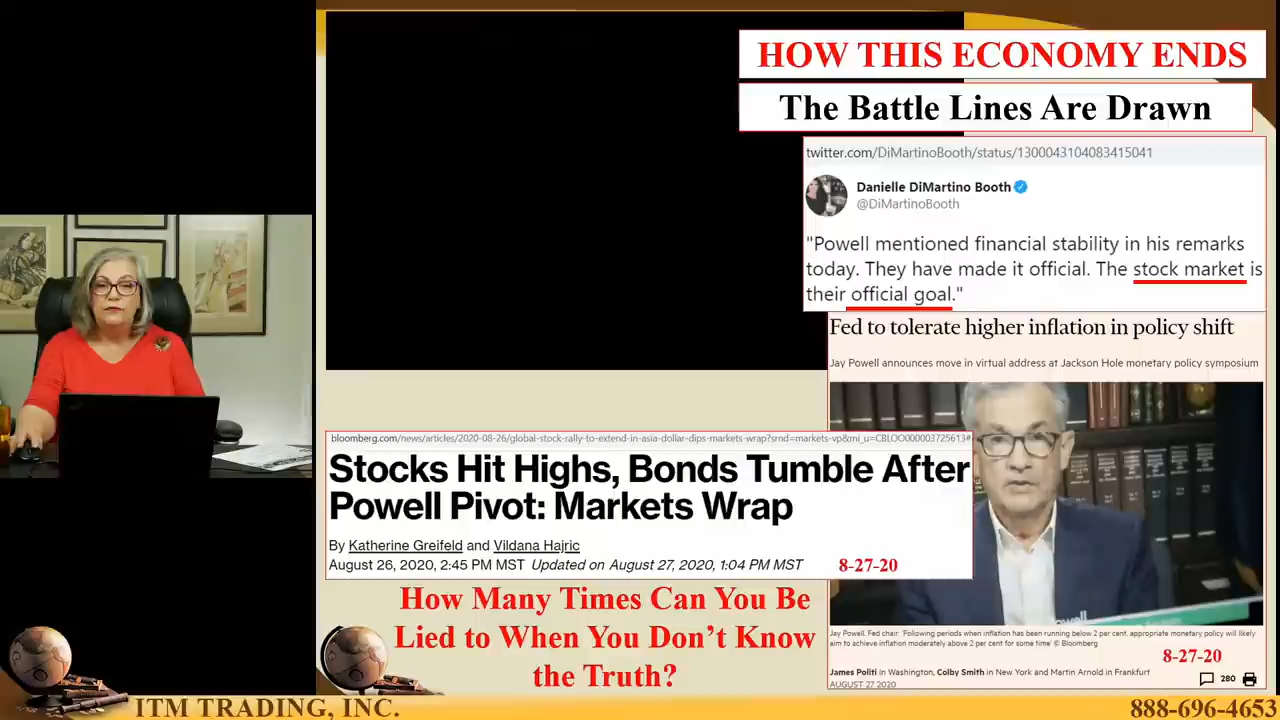 HOW THIS ECONOMY ENDS
The Battle Lines Are Drawn
twitter.com/DiMartinoBooth/status/1300043104083415041
Danielle DiMartino Booth
@DiMartinoBooth
"Powell mentioned financial stability in his remarks
today. They have made it official. The stock market is
their official goal."
Fed to tolerate higher inflation in policy shift
Jay Powell announces move in virtual address at Jackson Hole monetary policy symposium
bloomberg.com/news/articles/2020-08-26/global-stock-rally-to-extend-in-asia-dollar-dips-markets-wrap?srnd=markets-vp&mi_u=CBLOO000003725613#
Stocks Hit Highs, Bonds Tumble After
Powell Pivot: Markets Wrap
By Katherine Greifeld and Vildana Hajric
August 26, 2020, 2:45 PM MST Updated on August 27, 2020, 1:04 PM MST
8-27-20
How Many Times Can You Be
Lied to When You Don’t Know
the Truth?
Jay Powell, Fed chair: 'Following periods when inflation has been running below 2 per cent, appropriate monetary policy will likely
aim to achieve inflation moderately above 2 per cent for some time' © Bloomberg
8-27-20
James Politi in Washington, Colby Smith in New York and Martin Arnold in Frankfurt
AUGUST 27 2020
280
ITM TRADING, INC.
888-696-4653